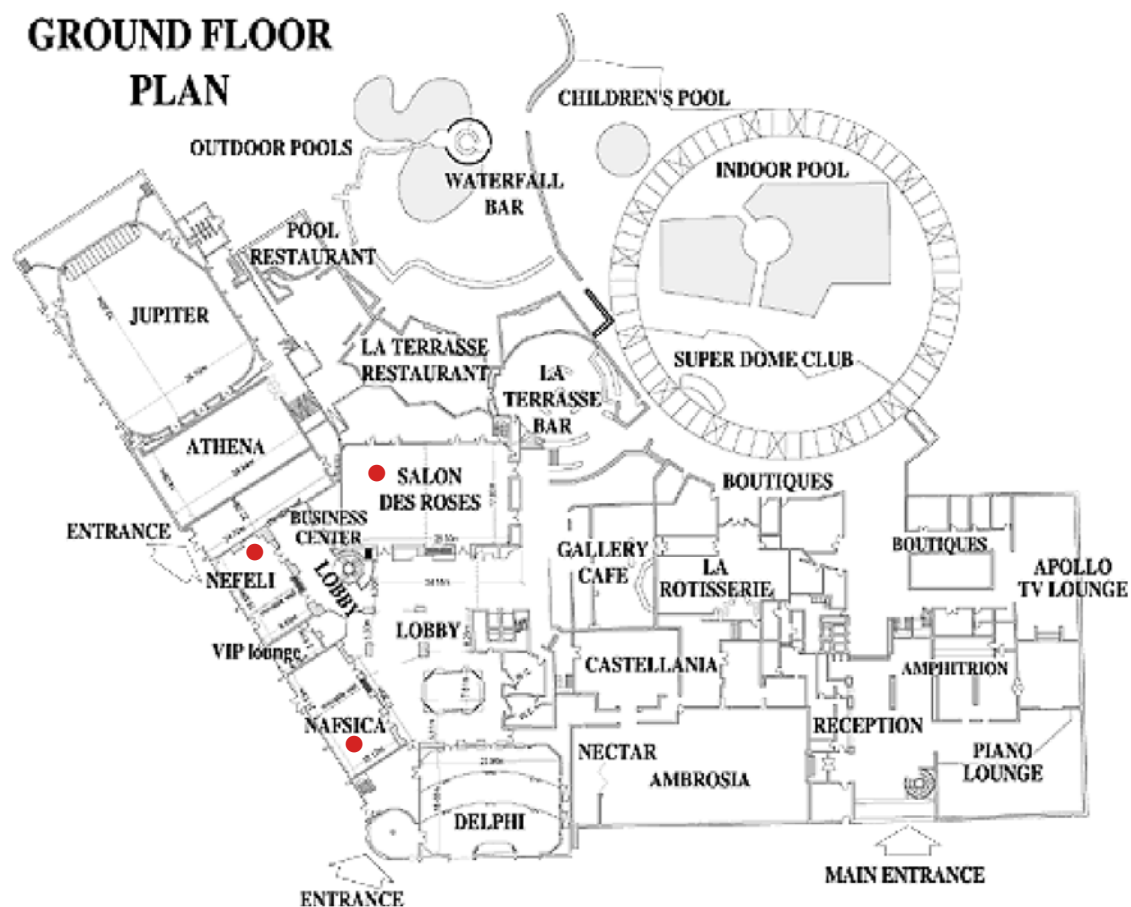 GROUND FLOOR
PLAN
CHILDREN'S POOL
OUTDOOR POOLS
WATERFALL
BAR
INDOOR POOL
POOL
RESTAURANT
JUPITER
LA TERRASSE
RESTAURANT
SUPER DOME CLUB
LA
TERRASSE
BAR
ATHENA
SALON
DES ROSES
BOUTIQUES
BUSINESS
CENTER
ENTRANCE
BOUTIQUES
GALLERY
CAFE
NEFELI
LA
ROTISSERIE
APOLLO
TV LOUNGE
LOBBY
LOBBY
VIP lounge
CASTELLANIA
AMPHITRION
NAFSICA
RECEPTION
NECTAR
AMBROSIA
PIANO
LOUNGE
DELPHI
MAIN ENTRANCE
ENTRANCE